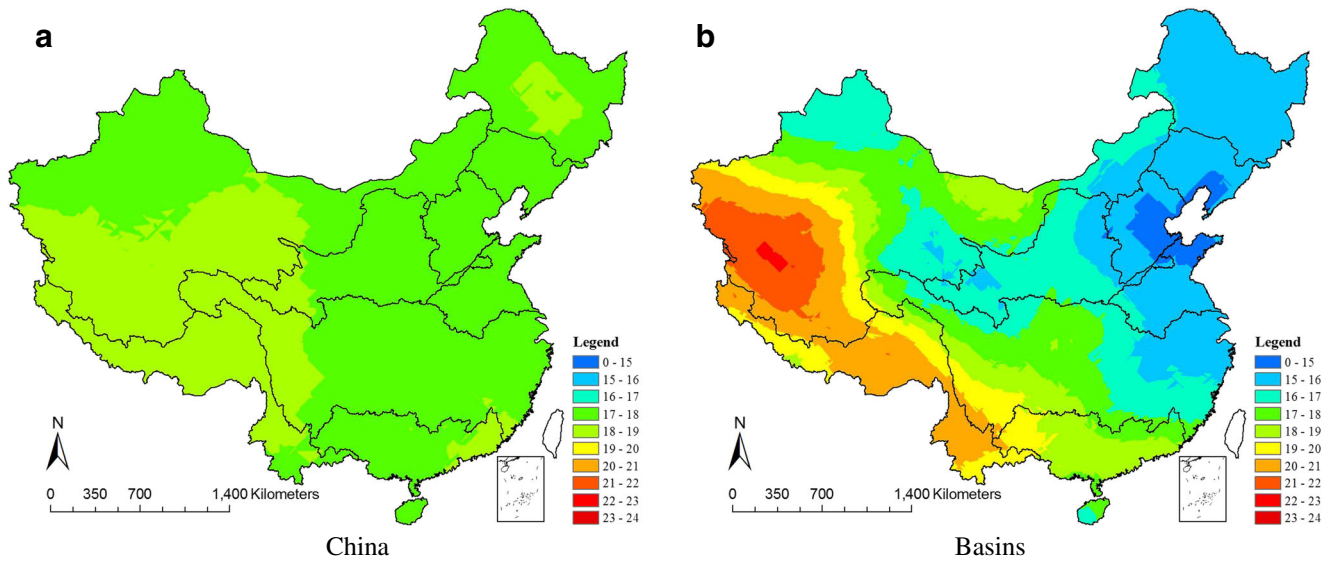 a
N
0 350 700 1,400 Kilometers
Legend
0 - 15
15 - 16
16 - 17
17 - 18
18 - 19
19 - 20
20 - 21
21 - 22
22 - 23
23 - 24
China
b
N
0 350 700 1,400 Kilometers
Legend
0 - 15
15 - 16
16 - 17
17 - 18
18 - 19
19 - 20
20 - 21
21 - 22
22 - 23
23 - 24
Basins